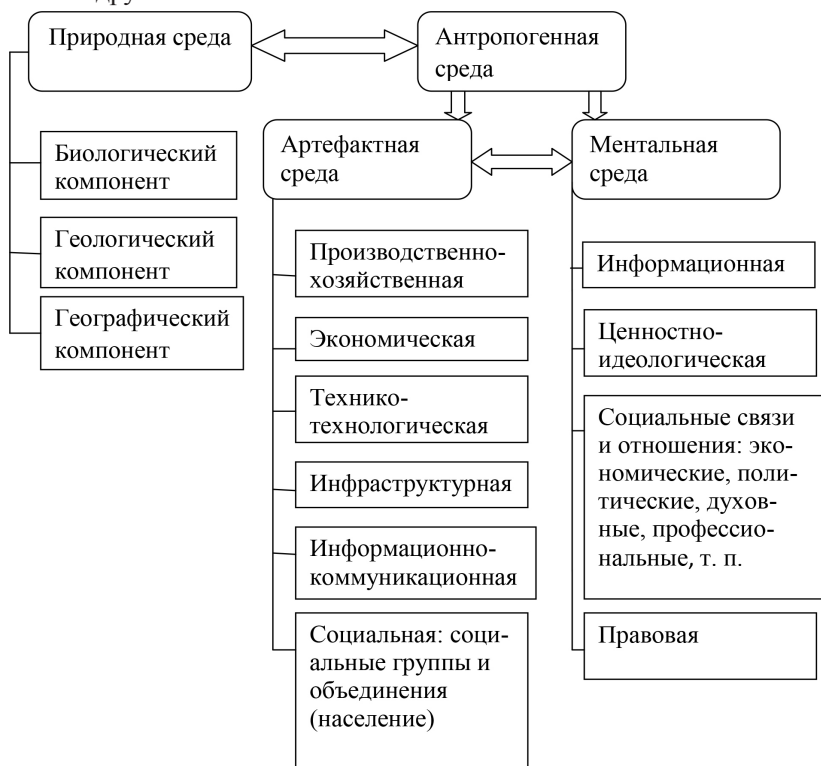 Природная среда
Антропогенная
среда
Артефактная
среда
Ментальная
среда
Биологический
компонент
Геологический
компонент
Географический
компонент
Производственно-
хозяйственная
Экономическая
Технико-
технологическая
Инфраструктурная
Информационно-
коммуникационная
Социальная: соци-
альные группы и
объединения
(население)
Информационная
Ценностно-
идеологическая
Социальные связи
и отношения: эко-
номические, поли-
тические, духов-
ные, профессио-
нальные, т. п.
Правовая